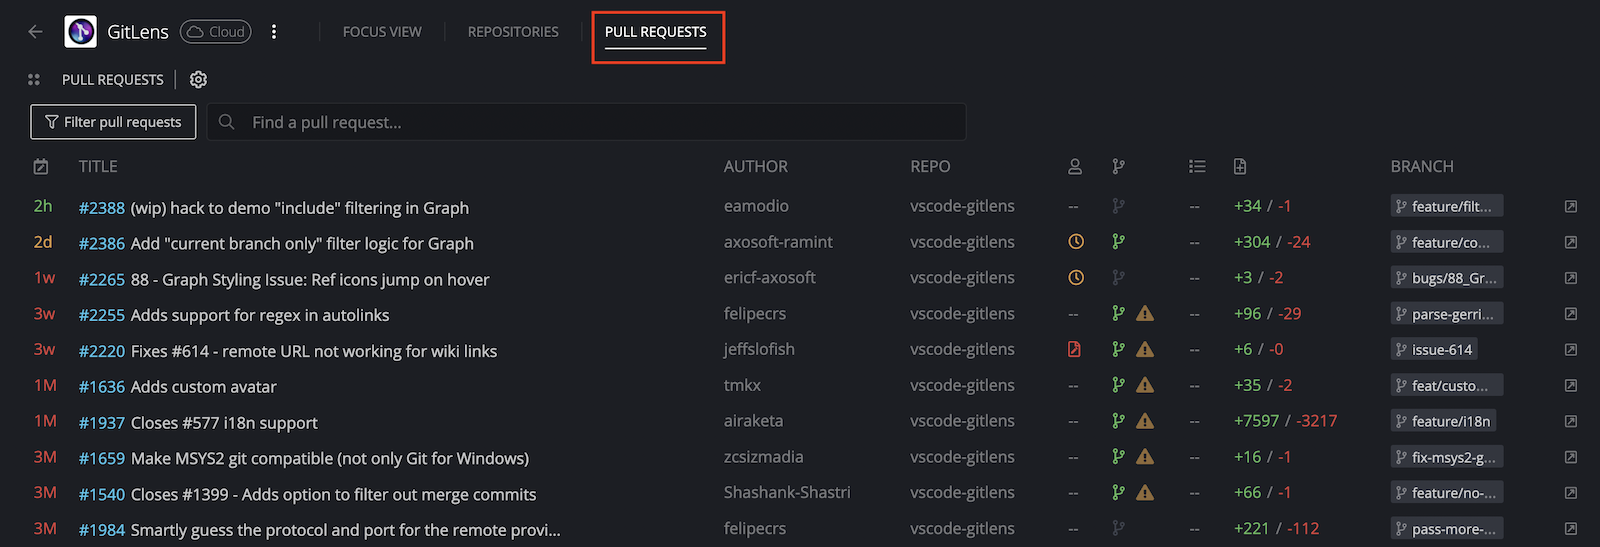 GitLens Cloud FOCUS VIEW REPOSITORIES PULL REQUESTS
PULL REQUESTS
Filter pull requests Find a pull request...
TITLE AUTHOR REPO BRANCH
2h #2388 (wip) hack to demo "include" filtering in Graph eamodio vscode-gitlens -- -- +34 / -1 feature/filt...
2d #2386 Add "current branch only" filter logic for Graph axosoft-ramint vscode-gitlens -- +304 / -24 feature/co...
1w #2265 88 - Graph Styling Issue: Ref icons jump on hover ericf-axosoft vscode-gitlens -- +3 / -2 bugs/88_Gr...
3w #2255 Adds support for regex in autolinks felipecrs vscode-gitlens -- -- +96 / -29 parse-gerri...
3w #2220 Fixes #614 - remote URL not working for wiki links jeffslofish vscode-gitlens -- +6 / -0 issue-614
1M #1636 Adds custom avatar tmkx vscode-gitlens -- -- +35 / -2 feat/custo...
1M #1937 Closes #577 i18n support airaketa vscode-gitlens -- -- +7597 / -3217 feature/i18n
3M #1659 Make MSYS2 git compatible (not only Git for Windows) zcsizmadia vscode-gitlens -- -- +16 / -1 fix-msys2-g...
3M #1540 Closes #1399 - Adds option to filter out merge commits Shashank-Shastri vscode-gitlens -- -- +66 / -1 feature/no-...
3M #1984 Smartly guess the protocol and port for the remote provi... felipecrs vscode-gitlens -- -- +221 / -112 pass-more-...